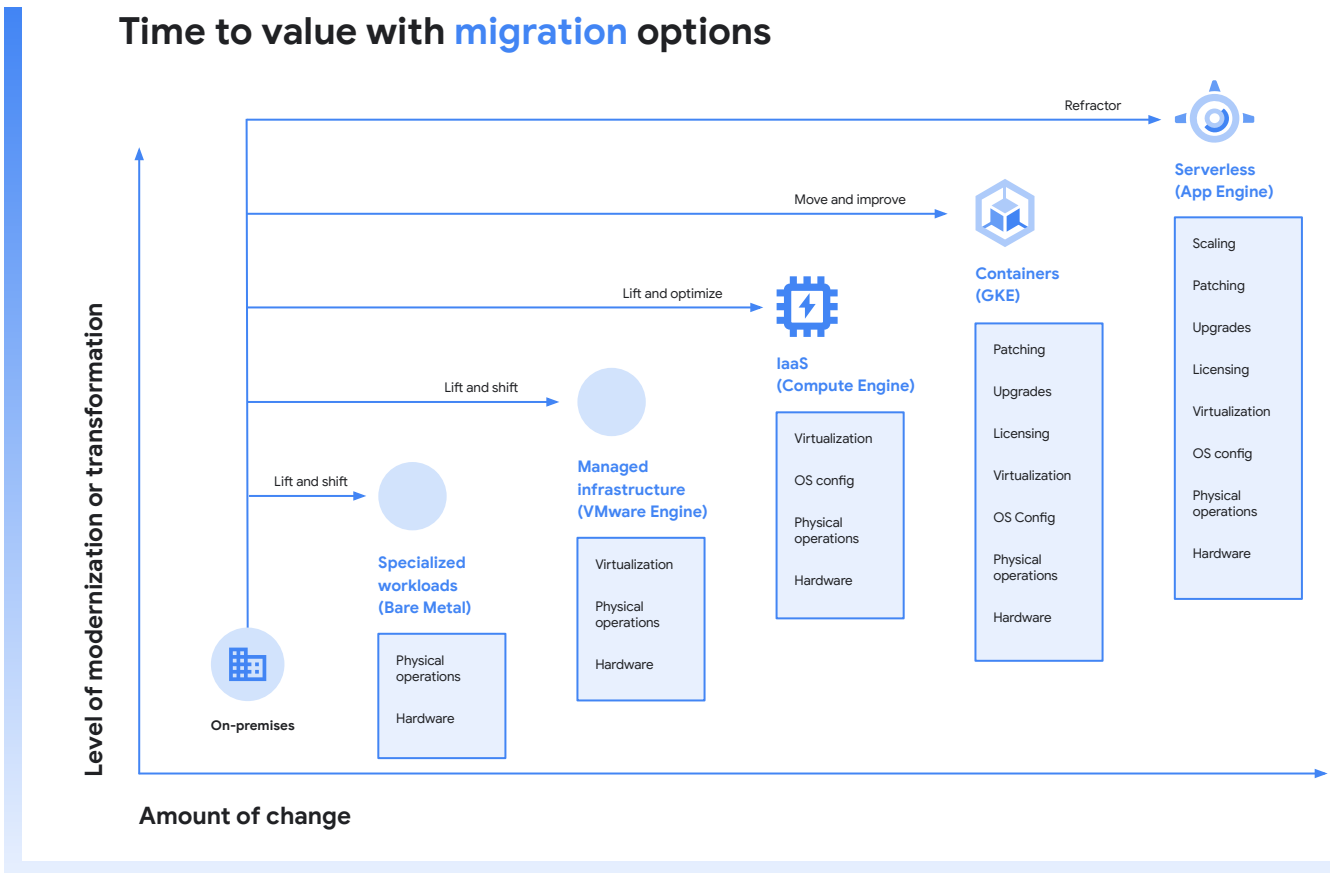 Time to value with migration options
Refractor
Serverless
(App Engine)
Scaling
Patching
Upgrades
Licensing
Virtualization
OS config
Physical
operations
Hardware
Move and improve
Containers
(GKE)
Patching
Upgrades
Licensing
Virtualization
OS Config
Physical
operations
Hardware
Lift and optimize
IaaS
(Compute Engine)
Virtualization
OS config
Physical
operations
Hardware
Lift and shift
Managed
infrastructure
(VMware Engine)
Virtualization
Physical
operations
Hardware
Lift and shift
Specialized
workloads
(Bare Metal)
Physical
operations
Hardware
On-premises
Level of modernization or transformation
Amount of change